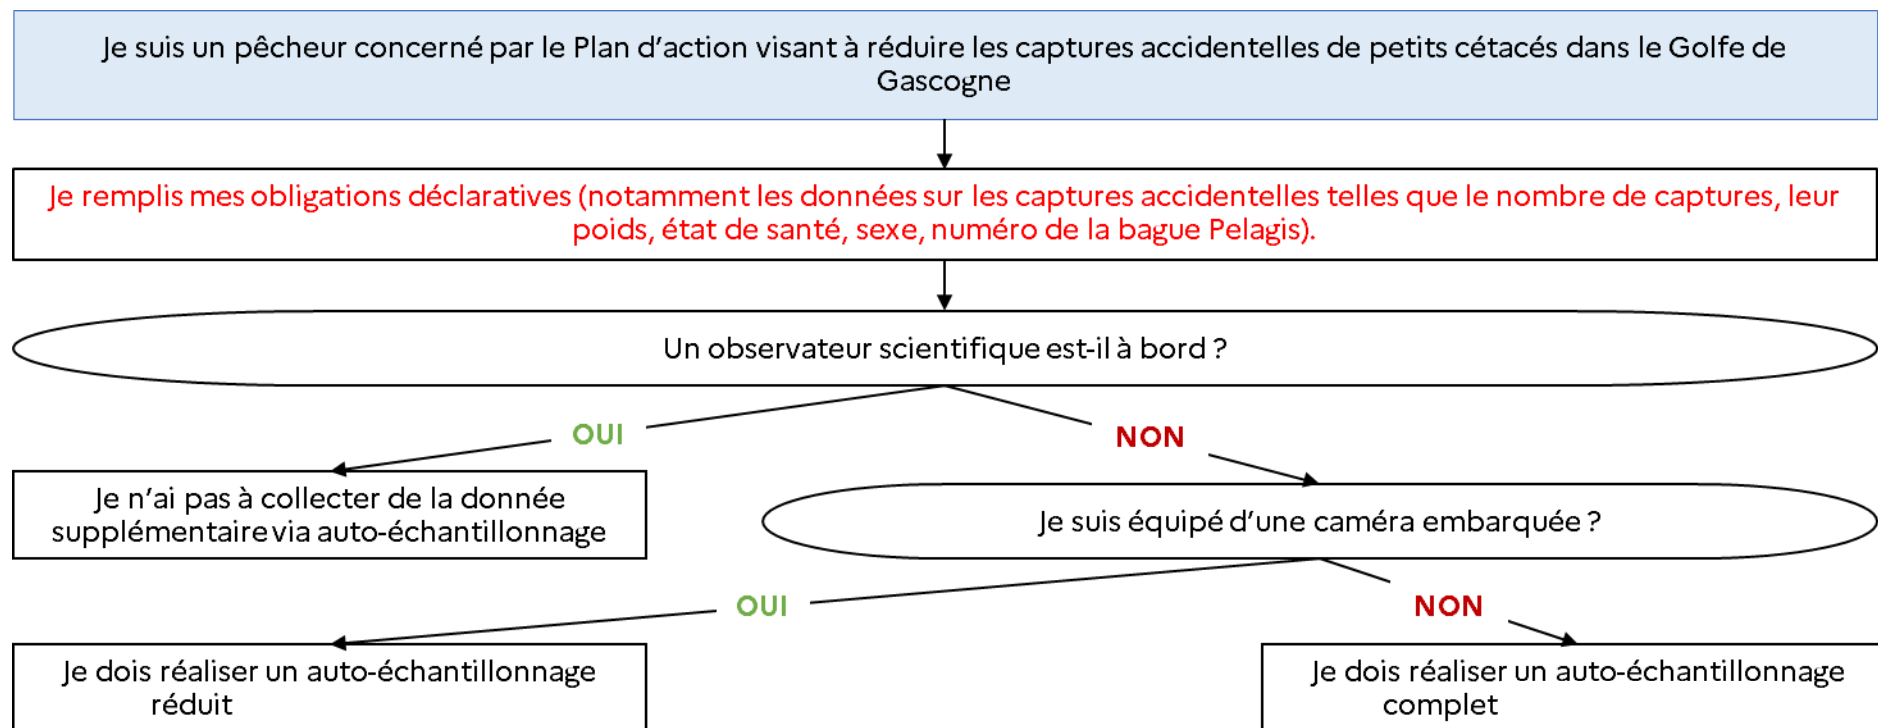 Je suis un pêcheur concerné par le Plan d’action visant à réduire les captures accidentelles de petits cétacés dans le Golfe de
Gascogne
Je remplis mes obligations déclaratives (notamment les données sur les captures accidentelles telles que le nombre de captures, leur
poids, état de santé, sexe, numéro de la bague Pelagis).
Un observateur scientifique est-il à bord ?
OUI
NON
Je n’ai pas à collecter de la donnée
supplémentaire via auto-échantillonnage
Je suis équipé d’une caméra embarquée ?
OUI
NON
Je dois réaliser un auto-échantillonnage
réduit
Je dois réaliser un auto-échantillonnage
complet